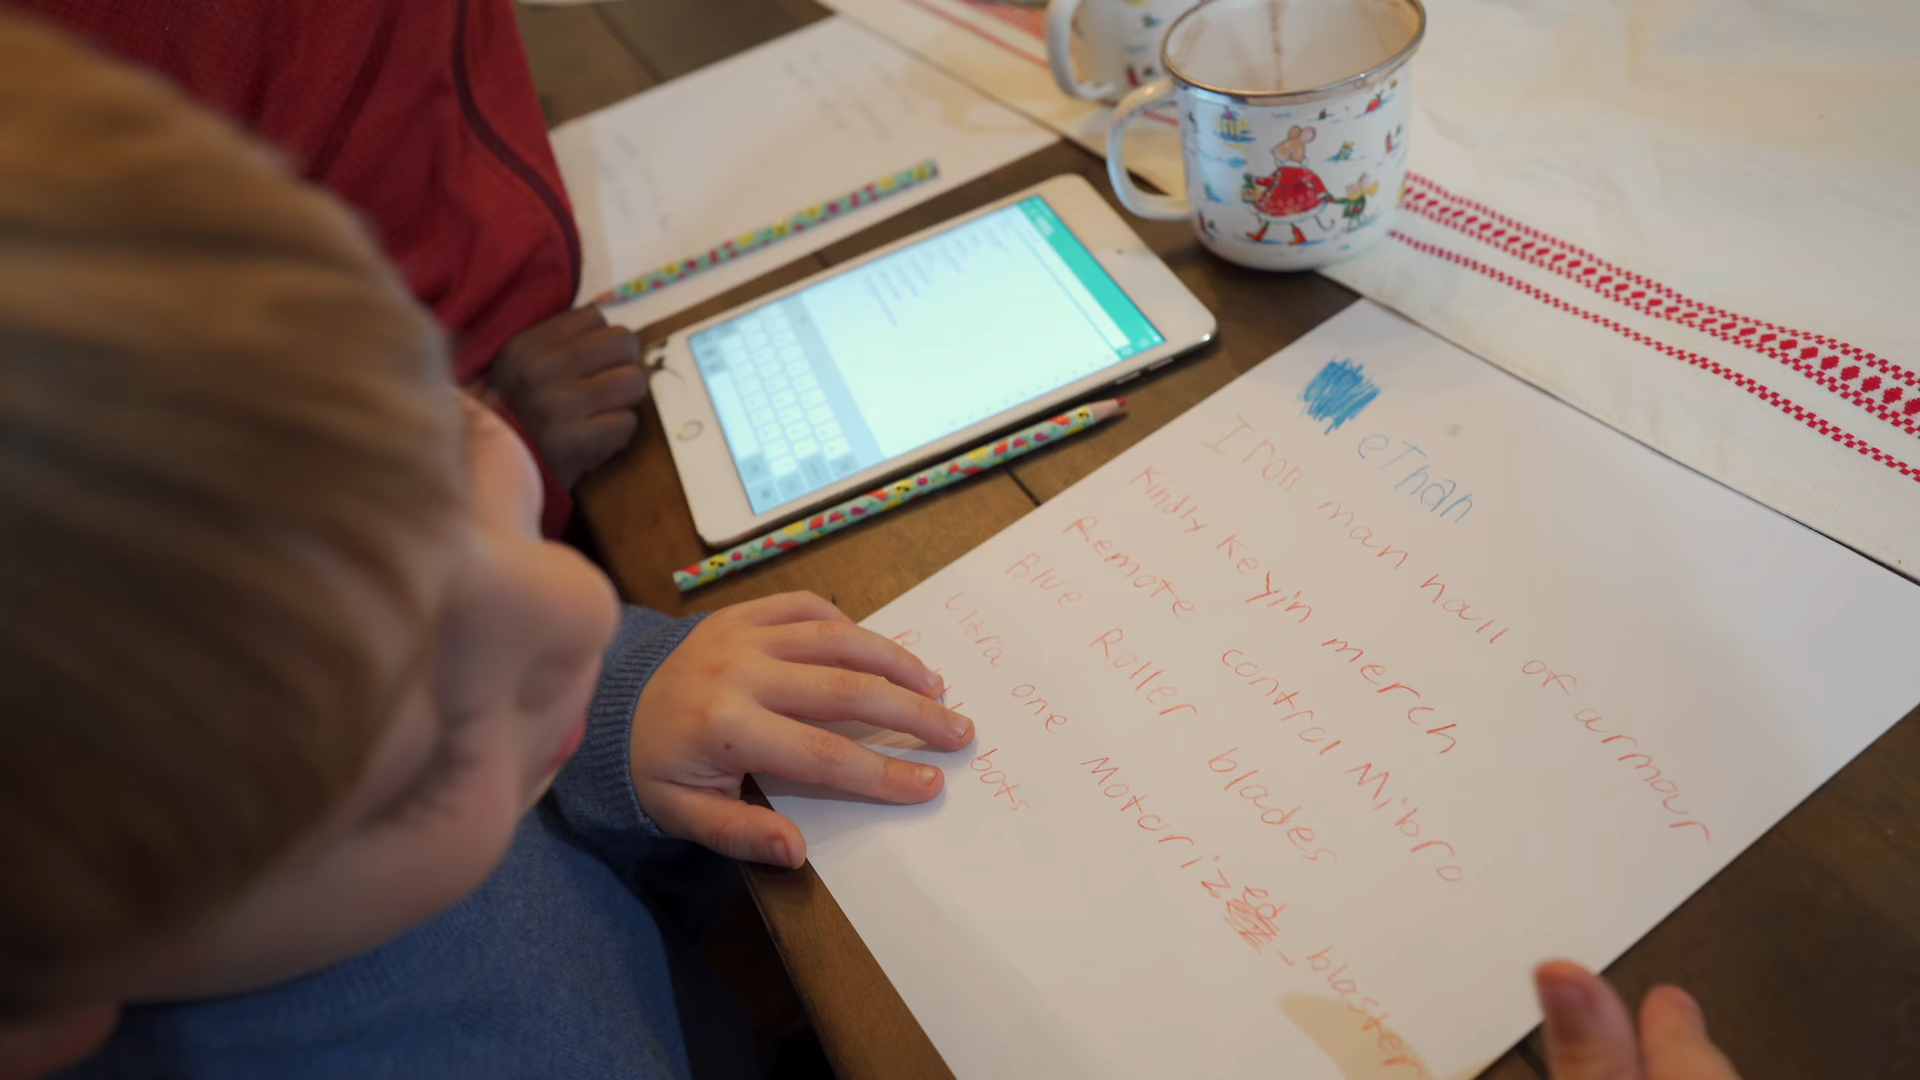 eThan
Iron man hall of armour
Kindly Keyin merch
Remote control Mibro
Blue Roller blades
Ultra one Motorized blaster
bots